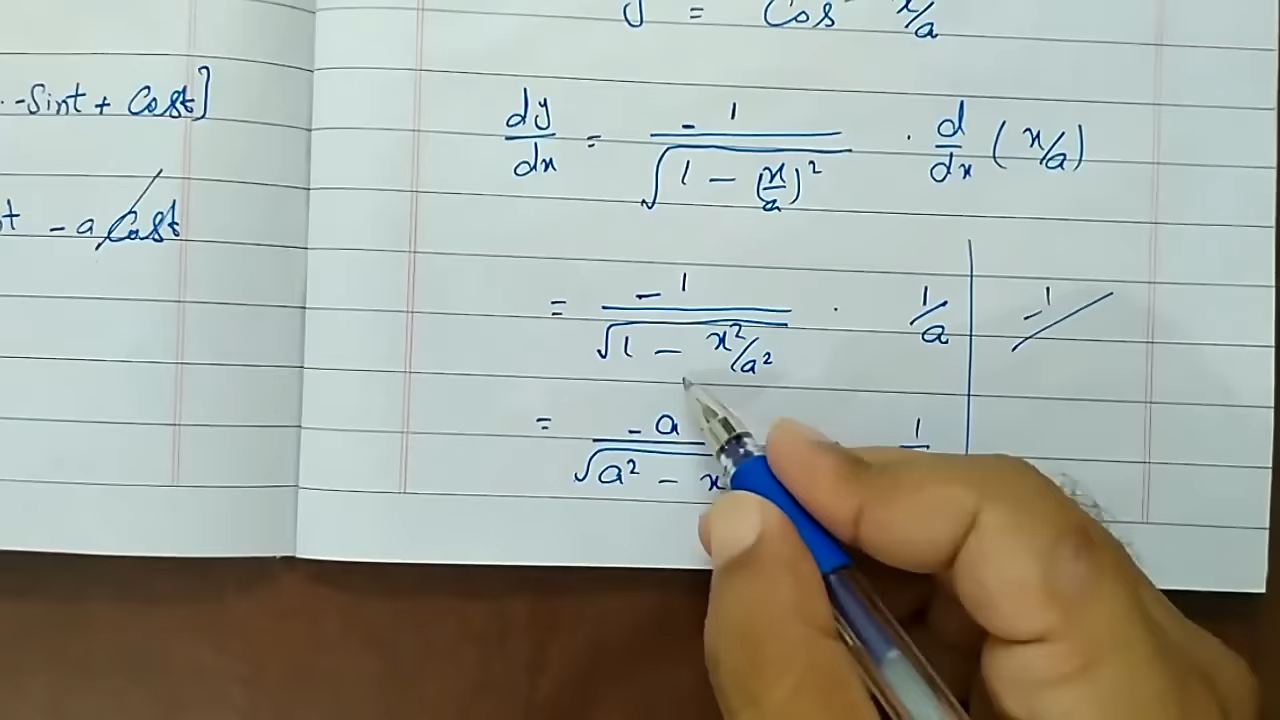 . -Sint + Cost]
t - a Cost
y = Cos x/a
dy/dx = -1/√(1 - (x/a)²) · d/dx (x/a)
= -1/√(1 - x²/a²) · 1/a | -1/
= -a/√(a² - x 1